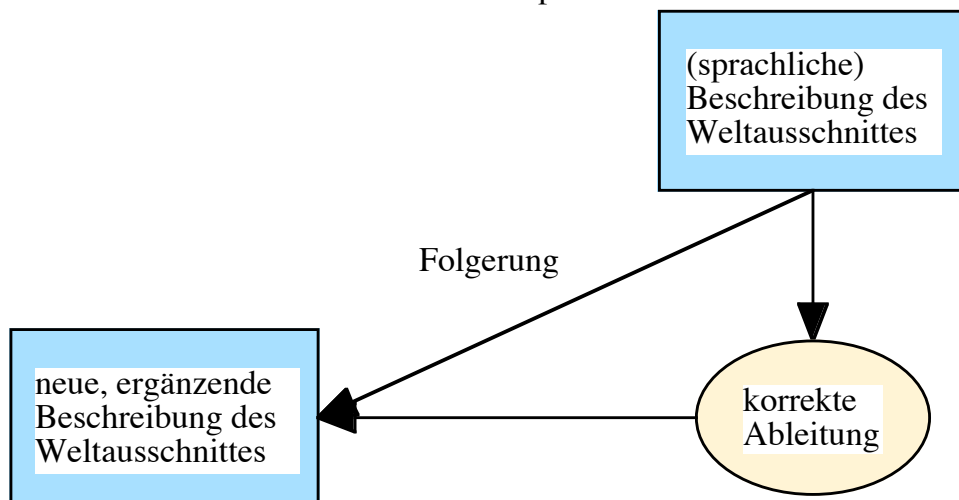 (sprachliche)
Beschreibung des
Weltausschnittes
Folgerung
neue, ergänzende
Beschreibung des
Weltausschnittes
korrekte
Ableitung